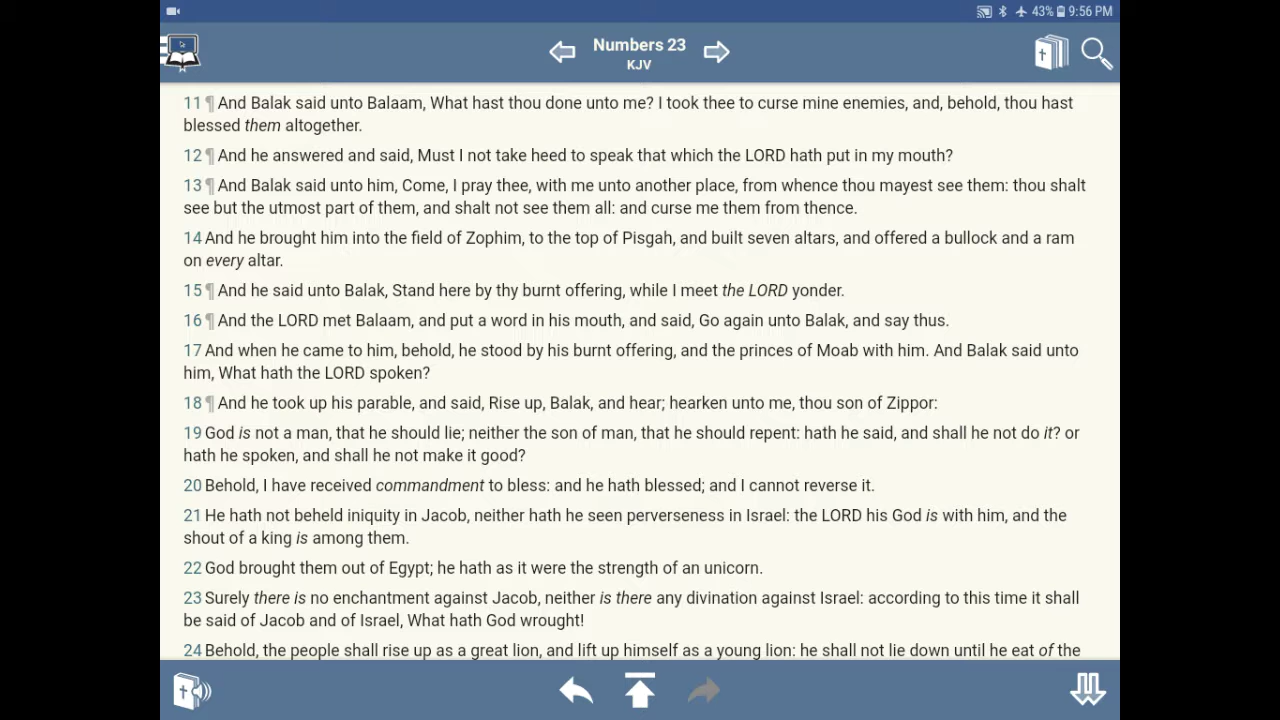 43% 9:56 PM
Numbers 23
KJV
11 ¶ And Balak said unto Balaam, What hast thou done unto me? I took thee to curse mine enemies, and, behold, thou hast
blessed them altogether.
12 ¶ And he answered and said, Must I not take heed to speak that which the LORD hath put in my mouth?
13 ¶ And Balak said unto him, Come, I pray thee, with me unto another place, from whence thou mayest see them: thou shalt
see but the utmost part of them, and shalt not see them all: and curse me them from thence.
14 And he brought him into the field of Zophim, to the top of Pisgah, and built seven altars, and offered a bullock and a ram
on every altar.
15 ¶ And he said unto Balak, Stand here by thy burnt offering, while I meet the LORD yonder.
16 ¶ And the LORD met Balaam, and put a word in his mouth, and said, Go again unto Balak, and say thus.
17 And when he came to him, behold, he stood by his burnt offering, and the princes of Moab with him. And Balak said unto
him, What hath the LORD spoken?
18 ¶ And he took up his parable, and said, Rise up, Balak, and hear; hearken unto me, thou son of Zippor:
19 God is not a man, that he should lie; neither the son of man, that he should repent: hath he said, and shall he not do it? or
hath he spoken, and shall he not make it good?
20 Behold, I have received commandment to bless: and he hath blessed; and I cannot reverse it.
21 He hath not beheld iniquity in Jacob, neither hath he seen perverseness in Israel: the LORD his God is with him, and the
shout of a king is among them.
22 God brought them out of Egypt; he hath as it were the strength of an unicorn.
23 Surely there is no enchantment against Jacob, neither is there any divination against Israel: according to this time it shall
be said of Jacob and of Israel, What hath God wrought!
24 Behold, the people shall rise up as a great lion, and lift up himself as a young lion: he shall not lie down until he eat of the